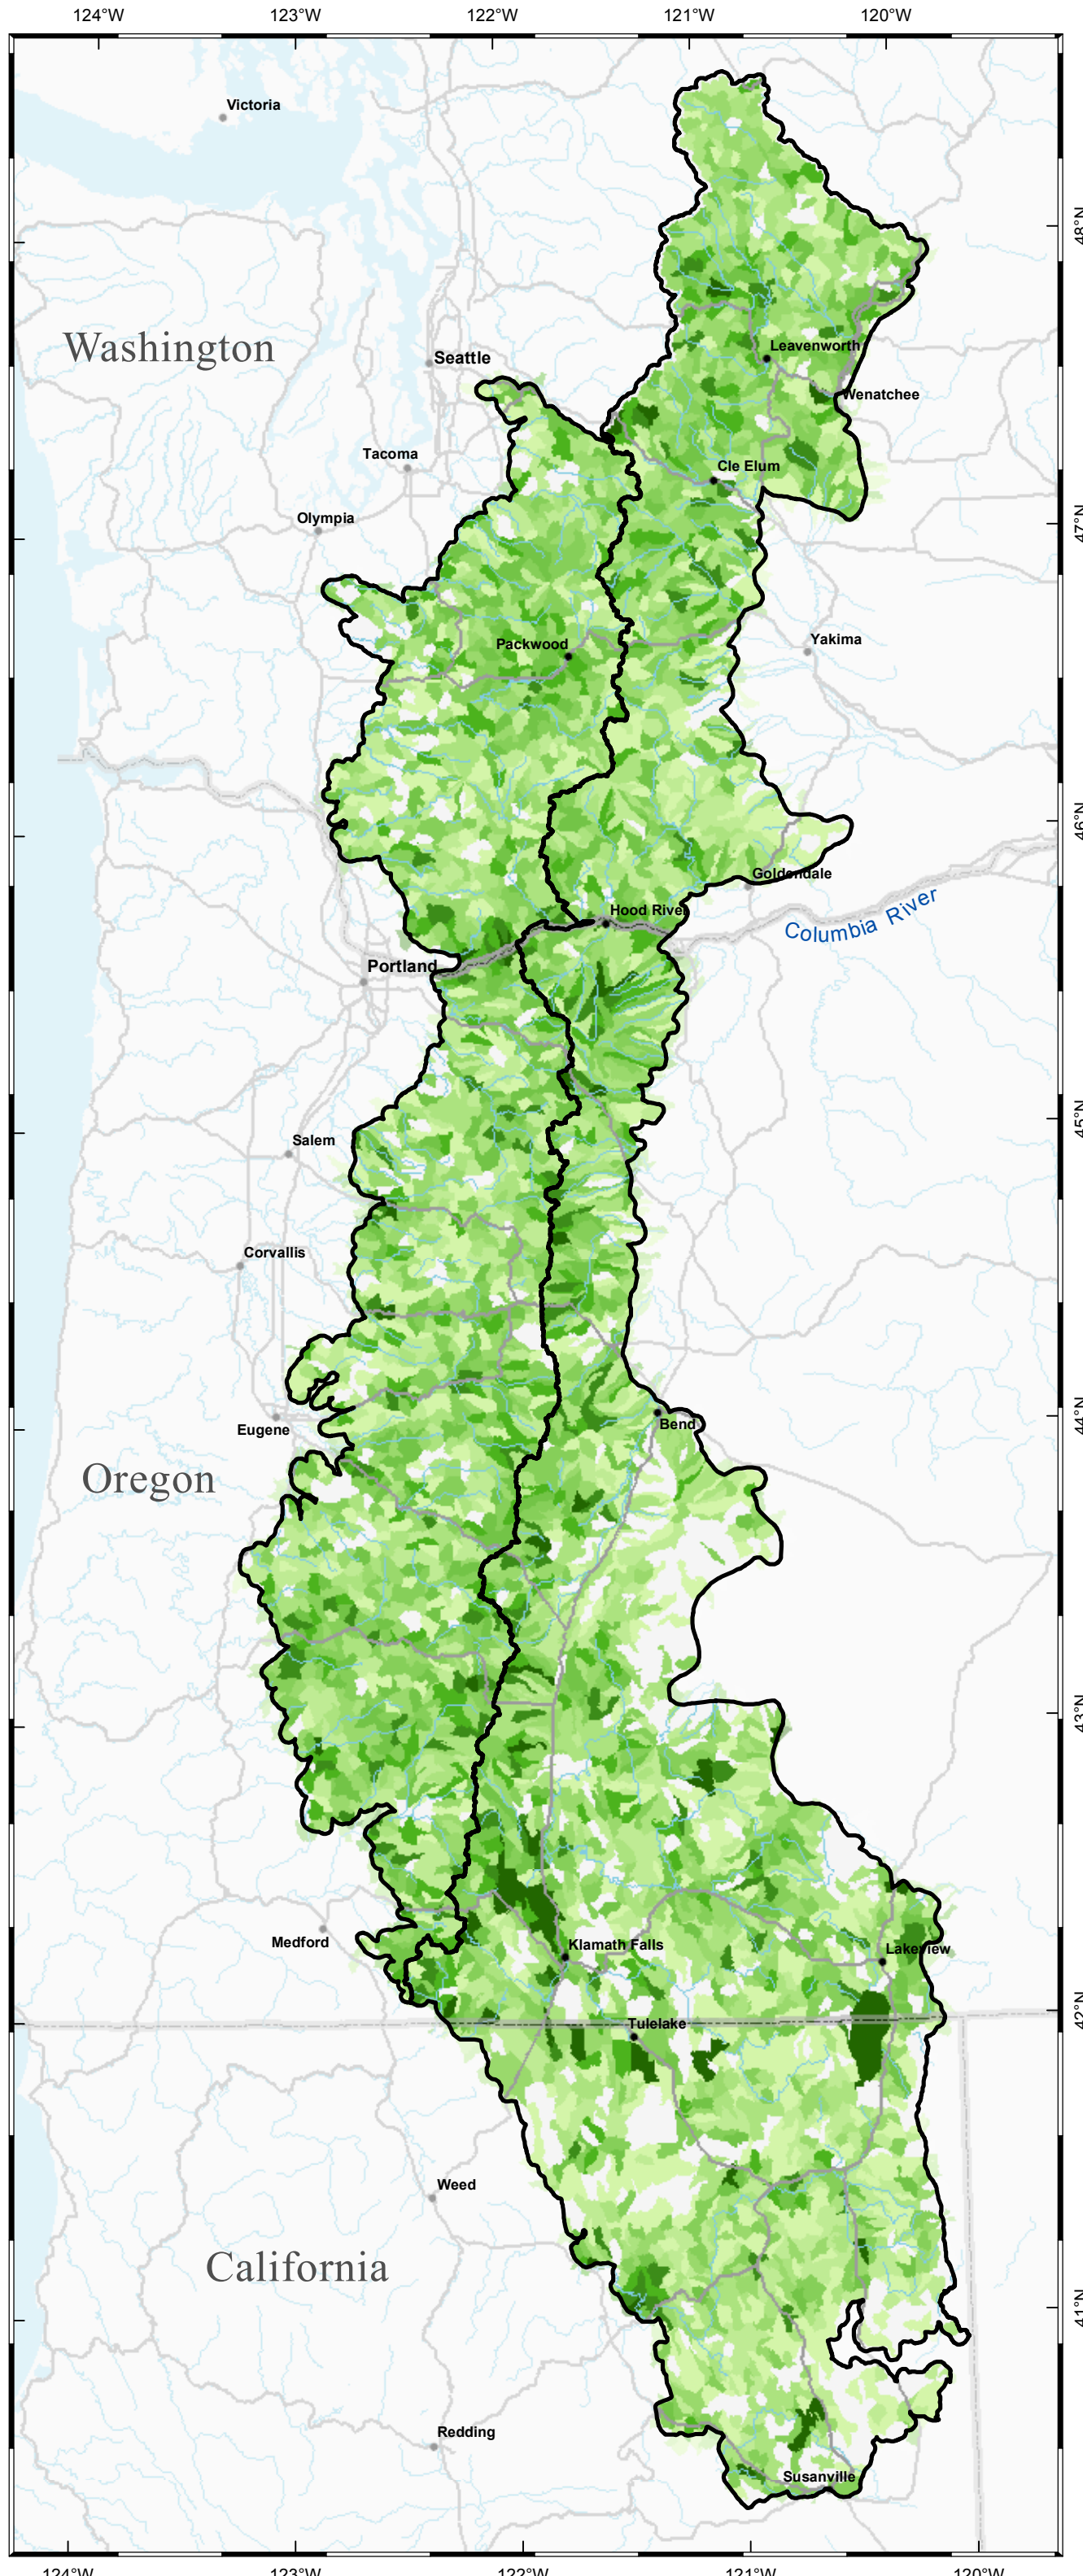 124°W 123°W 122°W 121°W 120°W
Victoria
48°N
Washington
Leavenworth
Seattle
Wenatchee
Tacoma
Cle Elum
Olympia
47°N
Yakima
Packwood
46°N
Goldendale
Hood River
Columbia River
Portland
45°N
Salem
Corvallis
44°N
Bend
Eugene
Oregon
43°N
Medford
Klamath Falls
Lakeview
42°N
Tulelake
Weed
California
41°N
Redding
Susanville
124°W 123°W 122°W 121°W 120°W